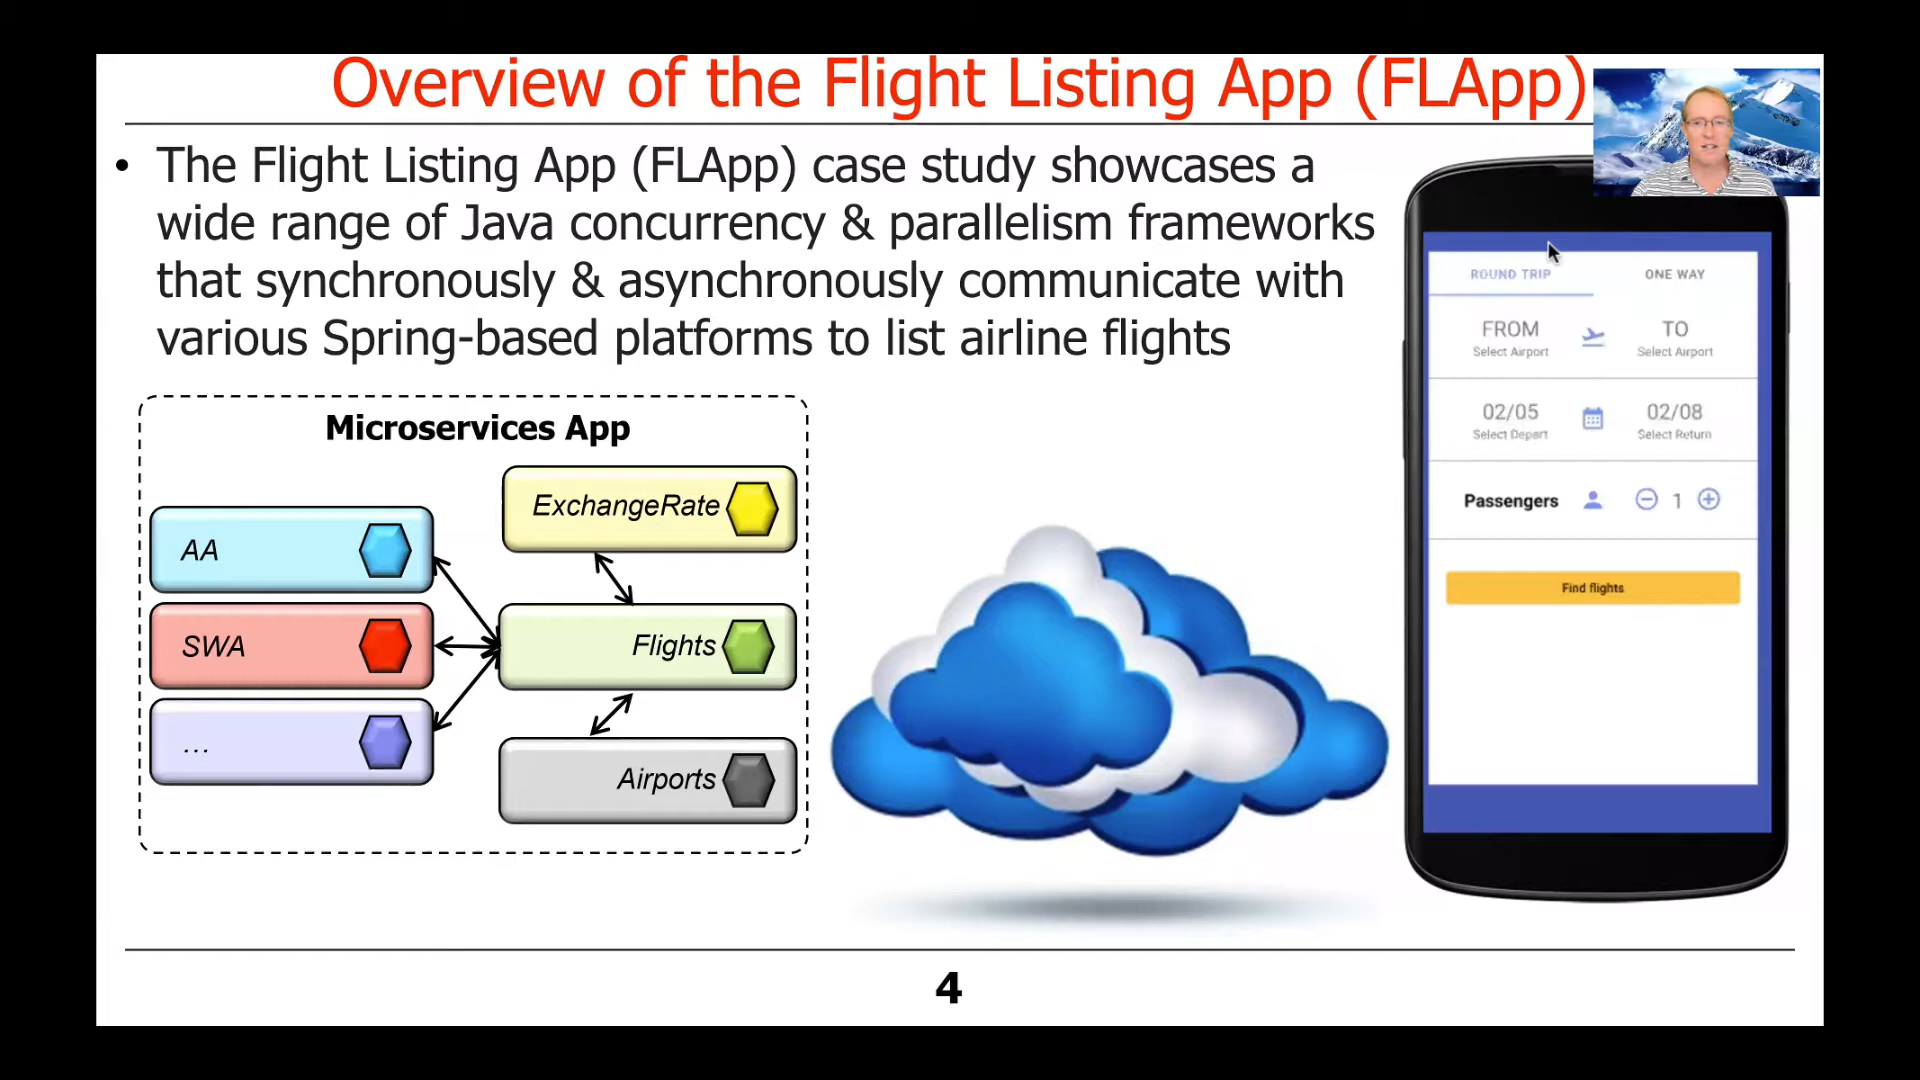 Overview of the Flight Listing App (FLApp)
• The Flight Listing App (FLApp) case study showcases a
wide range of Java concurrency & parallelism frameworks
that synchronously & asynchronously communicate with
various Spring-based platforms to list airline flights
Microservices App
ExchangeRate
AA
SWA
Flights
...
Airports
ROUND TRIP ONE WAY
FROM TO
Select Airport Select Airport
02/05 02/08
Select Depart Select Return
Passengers 1
Find flights
4